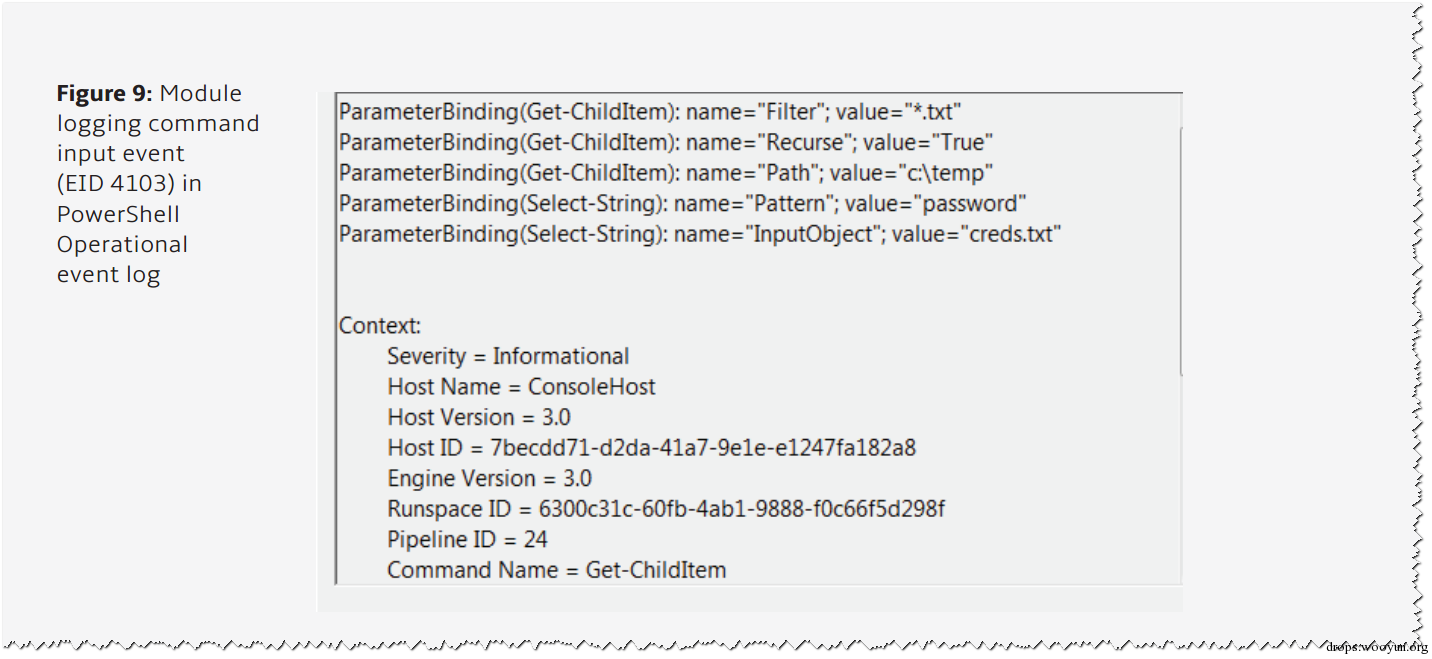 Figure 9: Module
logging command
input event
(EID 4103) in
PowerShell
Operational
event log
ParameterBinding(Get-ChildItem): name="Filter"; value="*.txt"
ParameterBinding(Get-ChildItem): name="Recurse"; value="True"
ParameterBinding(Get-ChildItem): name="Path"; value="c:\temp"
ParameterBinding(Select-String): name="Pattern"; value="password"
ParameterBinding(Select-String): name="InputObject"; value="creds.txt"
Context:
Severity = Informational
Host Name = ConsoleHost
Host Version = 3.0
Host ID = 7becdd71-d2da-41a7-9e1e-e1247fa182a8
Engine Version = 3.0
Runspace ID = 6300c31c-60fb-4ab1-9888-f0c66f5d298f
Pipeline ID = 24
Command Name = Get-ChildItem
drops.wooyun.org